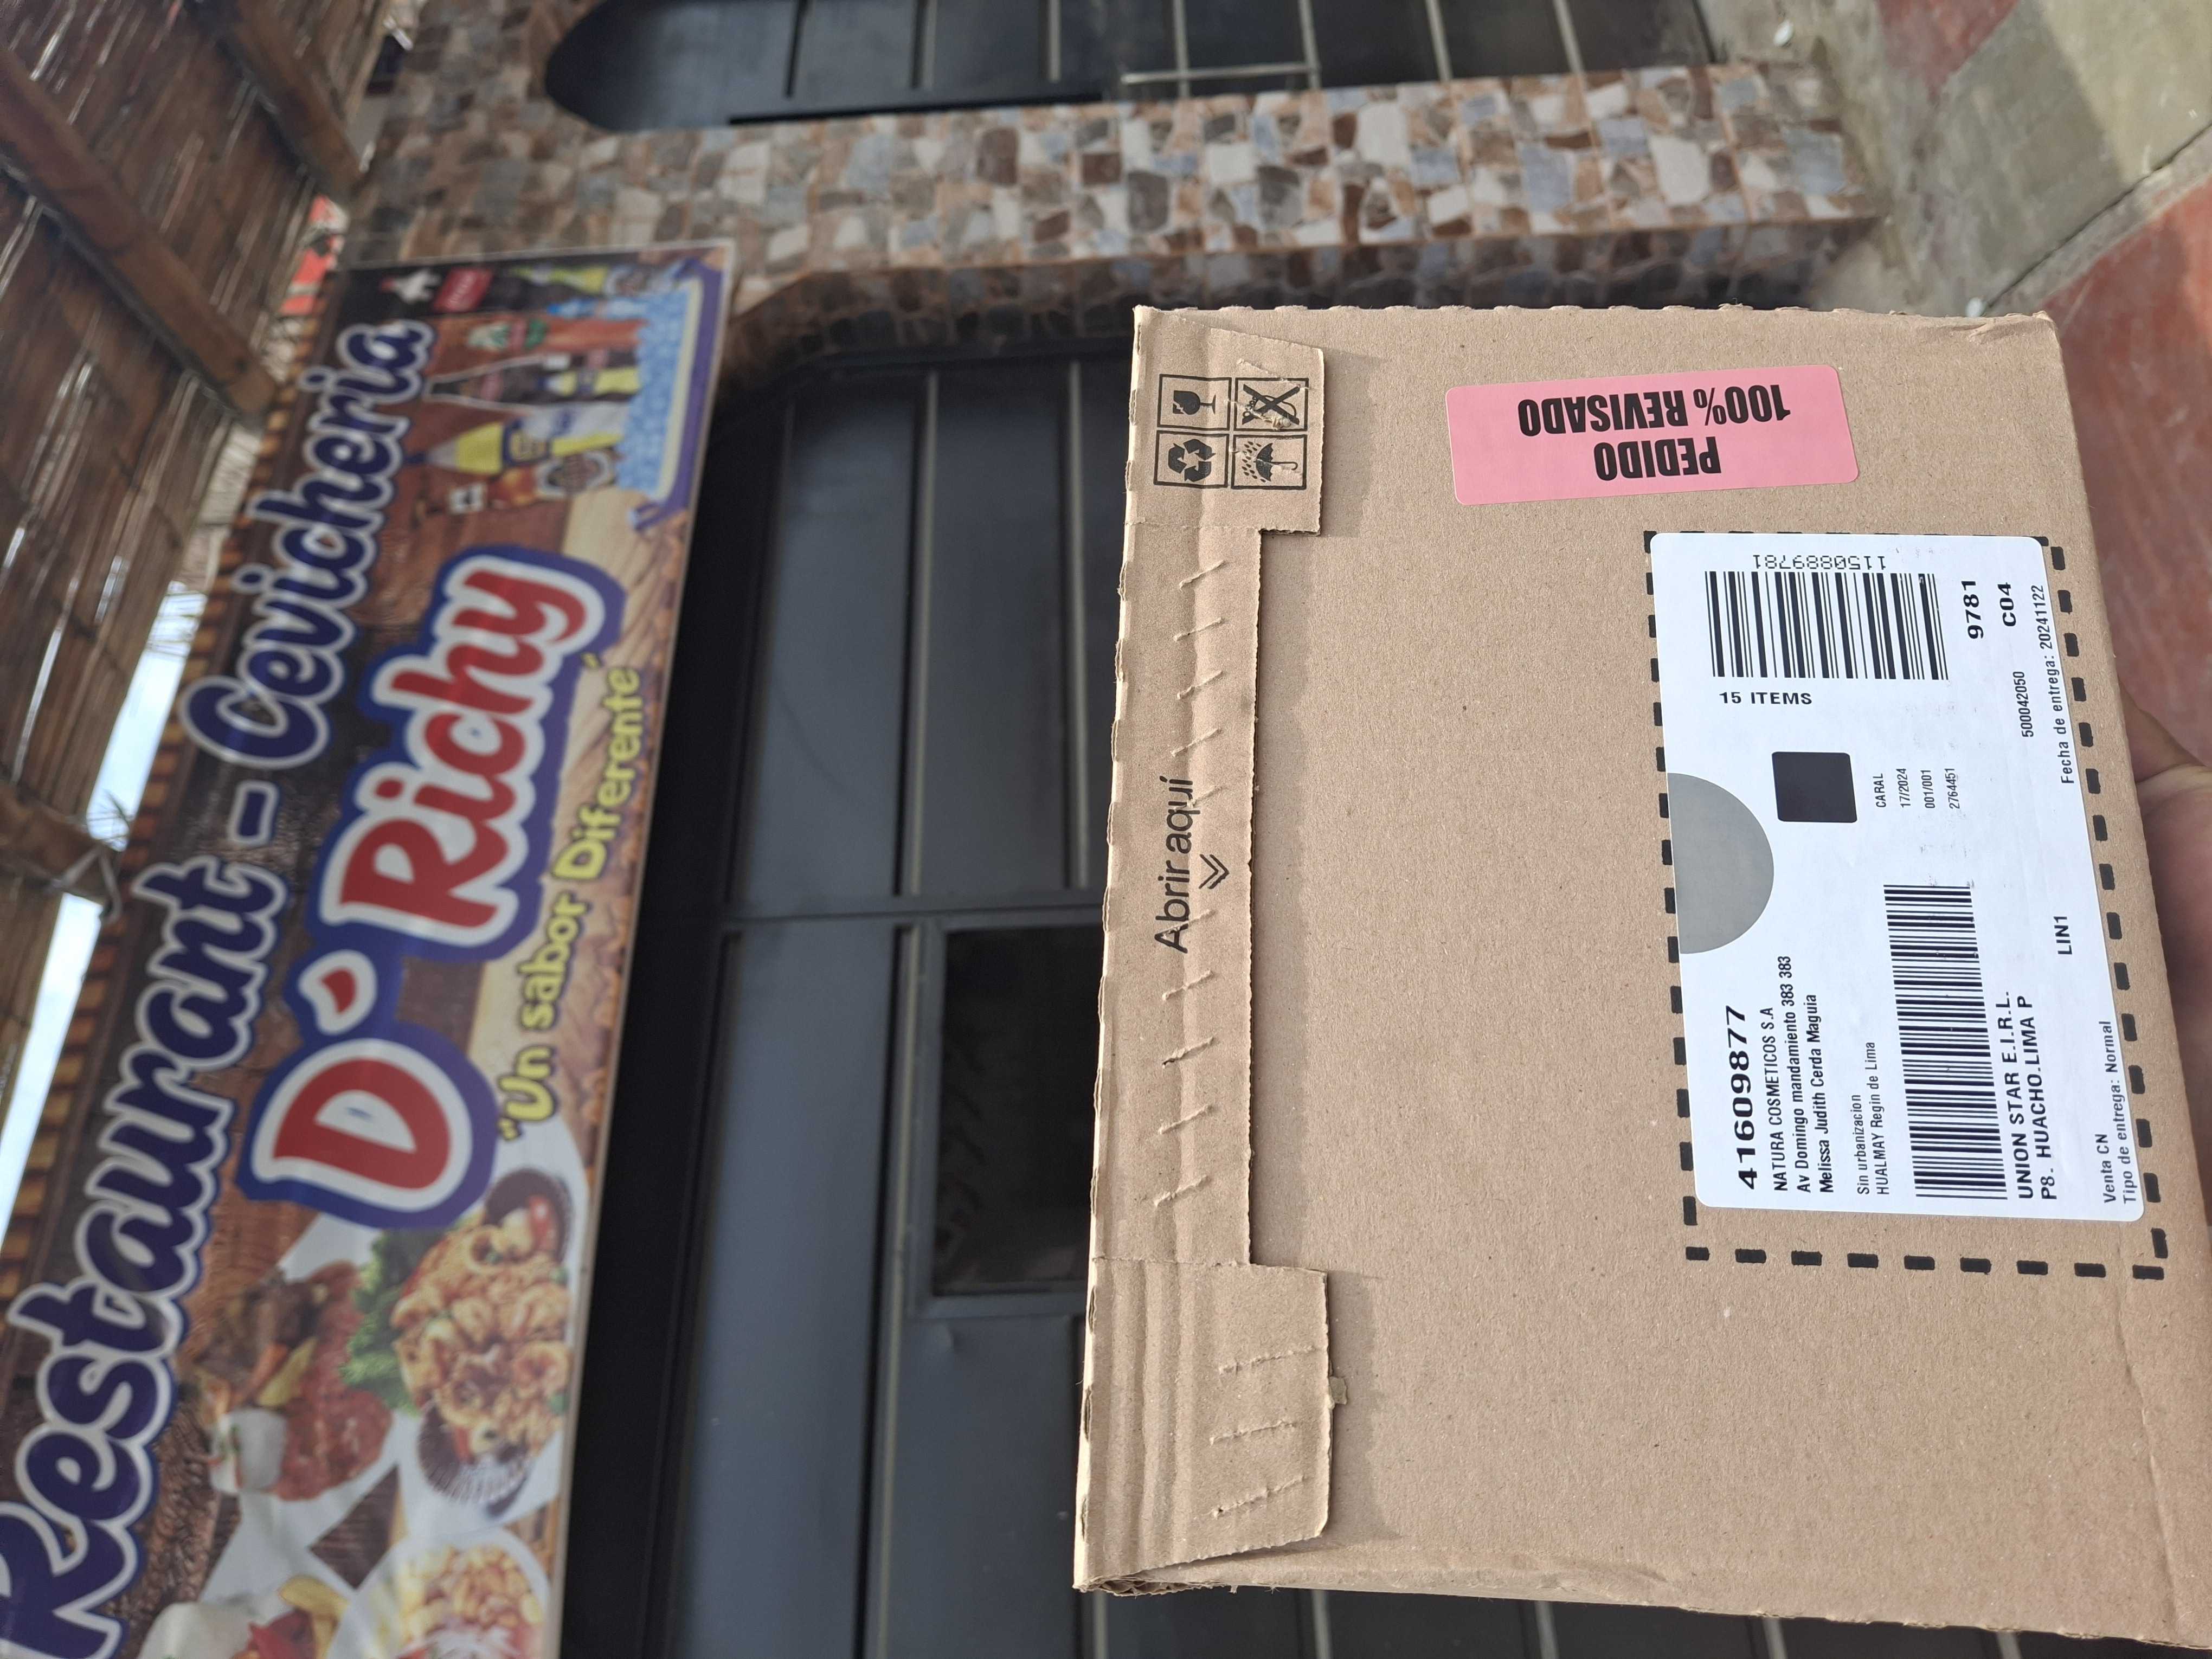 Restaurant - Cevicheria
D' Richy
"Un sabor Diferente"
Abrir aquí
PEDIDO
100% REVISADO
41609877
NATURA COSMETICOS S.A
Av Domingo mandamiento 383 383
Melissa Judith Cerda Maguia
Sin urbanizacion
HUALMAY Regin de Lima
UNION STAR E.I.R.L.
P8. HUACHO.LIMA P
LIN1
Venta CN
Tipo de entrega: Normal
15 ITEMS
1150889781
CARAL
17/2024
001/001
2764451
9781
C04
500042050
Fecha de entrega: 20241122